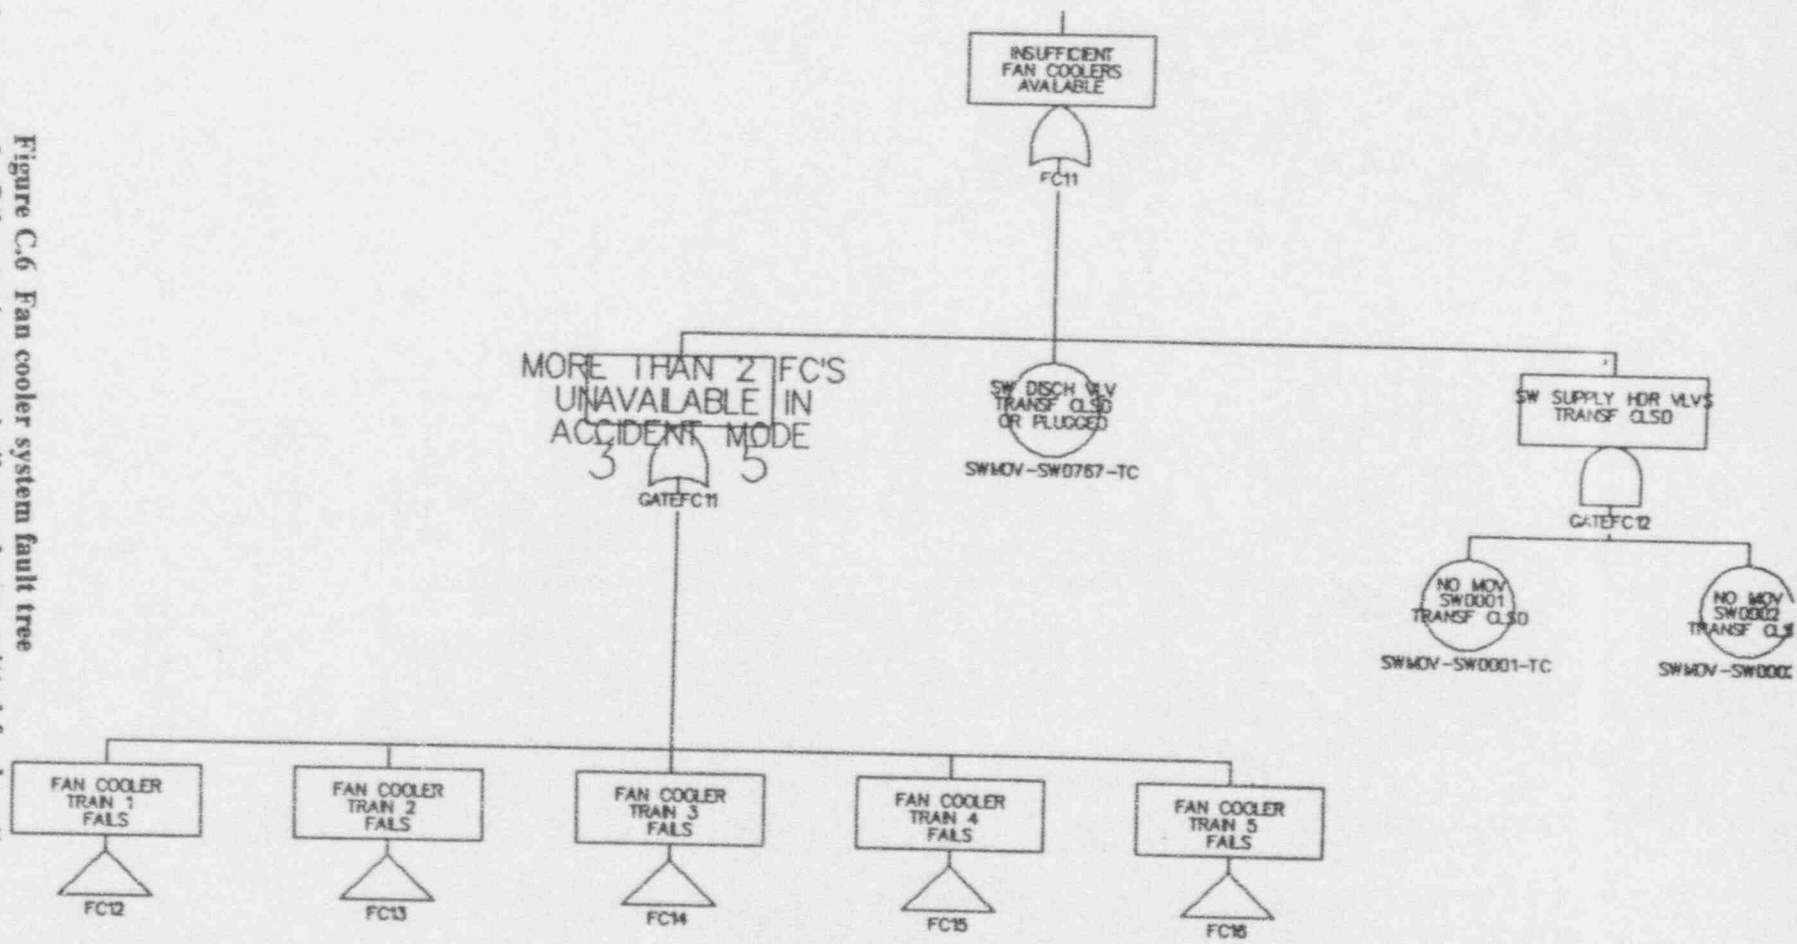 INSUFFICIENT
FAN COOLERS
AVALABLE
FC11
MORE THAN 2 FC'S
UNAVAILABLE IN
ACCIDENT MODE
3 5
GATEFC11
SW DISCH VLV
TRANSF CLSD
OR PLUGGED
SWMOV-SW0767-TC
SW SUPPLY HDR VLVS
TRANSF CLSD
GATEFC12
NO MOV
SW0001
TRANSF CLSD
SWMOV-SW0001-TC
NO MOV
SW0002
TRANSF CLS
SWMOV-SW000
FAN COOLER
TRAIN 1
FAILS
FC12
FAN COOLER
TRAIN 2
FAILS
FC13
FAN COOLER
TRAIN 3
FAILS
FC14
FAN COOLER
TRAIN 4
FAILS
FC15
FAN COOLER
TRAIN 5
FAILS
FC16
Figure C.6 Fan cooler system fault tree